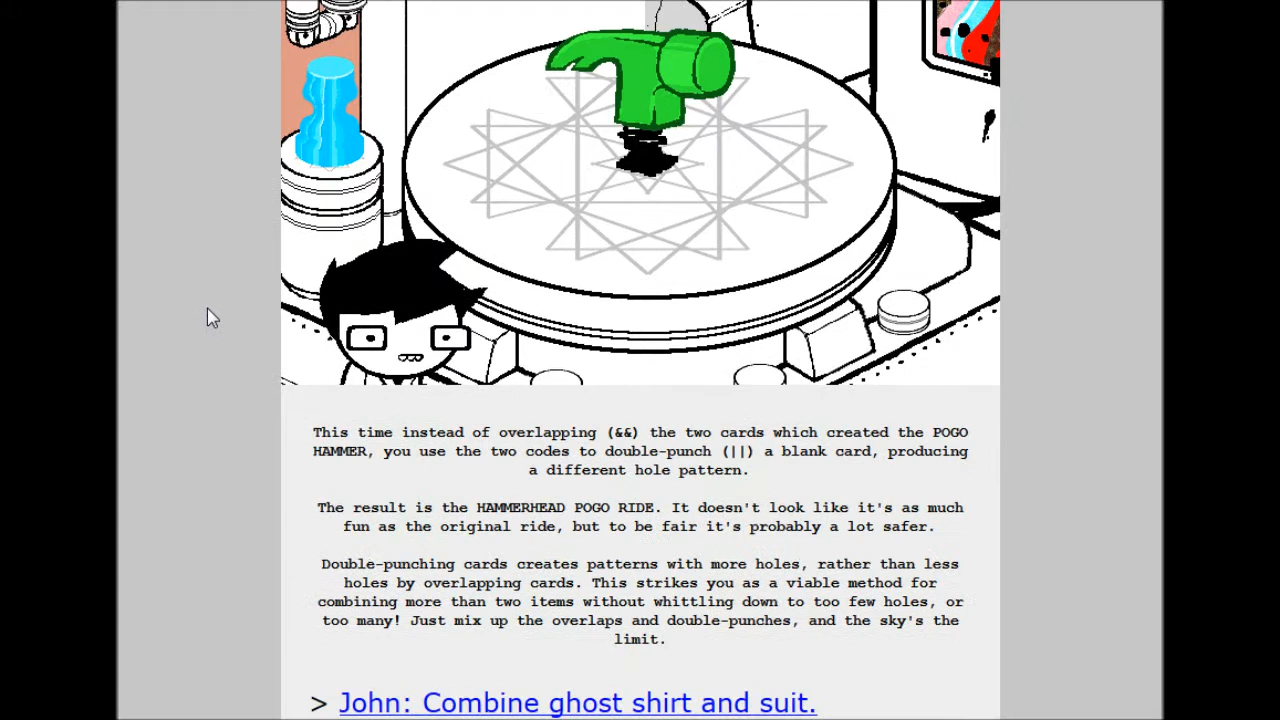 This time instead of overlapping (&&) the two cards which created the POGO
HAMMER, you use the two codes to double-punch (||) a blank card, producing
a different hole pattern.
The result is the HAMMERHEAD POGO RIDE. It doesn't look like it's as much
fun as the original ride, but to be fair it's probably a lot safer.
Double-punching cards creates patterns with more holes, rather than less
holes by overlapping cards. This strikes you as a viable method for
combining more than two items without whittling down to too few holes, or
too many! Just mix up the overlaps and double-punches, and the sky's the
limit.
> John: Combine ghost shirt and suit.